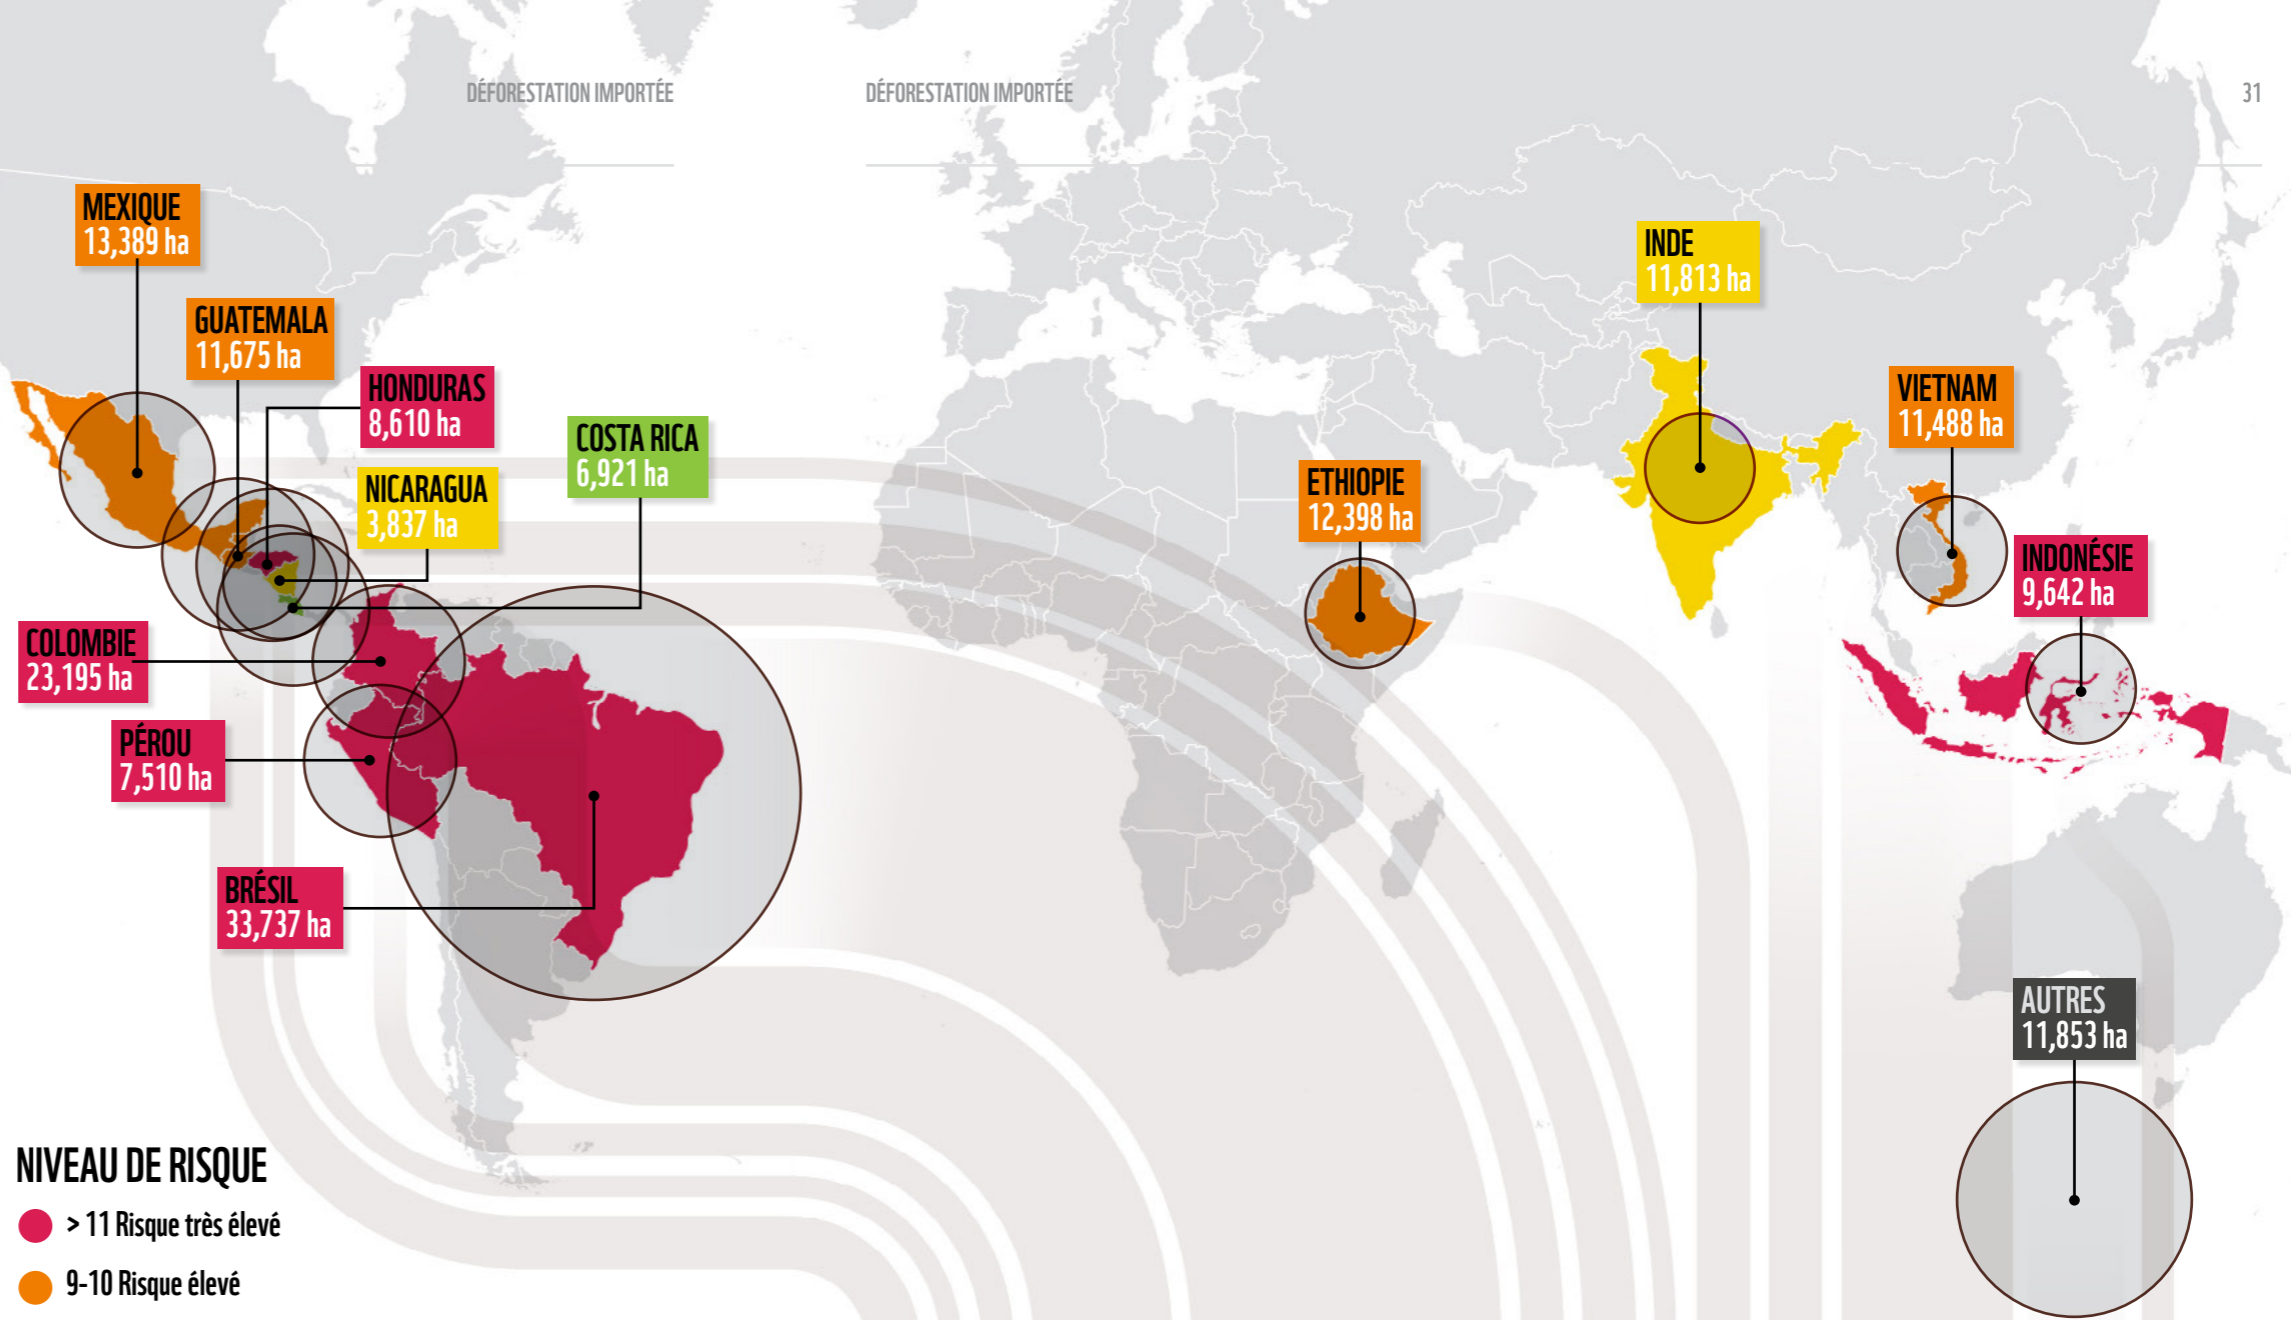 DÉFORESTATION IMPORTÉE
DÉFORESTATION IMPORTÉE
31
MEXIQUE
13,389 ha
GUATEMALA
11,675 ha
HONDURAS
8,610 ha
NICARAGUA
3,837 ha
COSTA RICA
6,921 ha
COLOMBIE
23,195 ha
PÉROU
7,510 ha
BRÉSIL
33,737 ha
ETHIOPIE
12,398 ha
INDE
11,813 ha
VIETNAM
11,488 ha
INDONÉSIE
9,642 ha
AUTRES
11,853 ha
NIVEAU DE RISQUE
> 11 Risque très élevé
9-10 Risque élevé